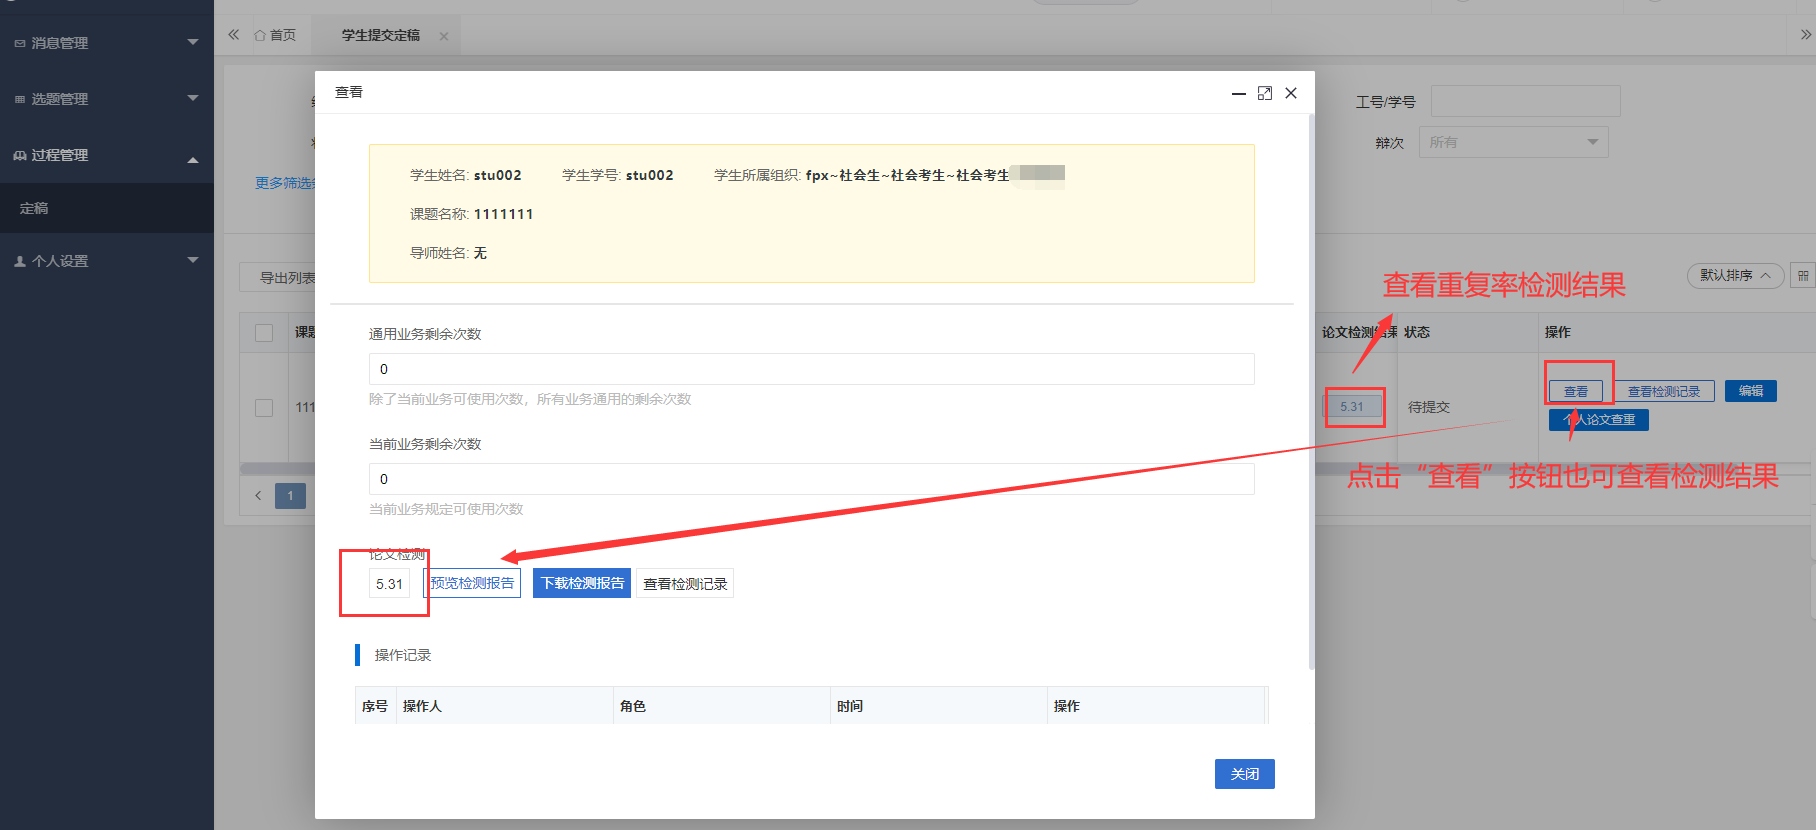 消息管理
选题管理
过程管理
定稿
个人设置
首页
学生提交定稿
更多筛选
导出列表
课题
111
1
查看
学生姓名: stu002 学生学号: stu002 学生所属组织: fpx~社会生~社会考生~社会考生
课题名称: 1111111
导师姓名: 无
通用业务剩余次数
0
除了当前业务可使用次数，所有业务通用的剩余次数
当前业务剩余次数
0
当前业务规定可使用次数
论文检测
5.31 预览检测报告 下载检测报告 查看检测记录
操作记录
序号 操作人 角色 时间 操作
关闭
工号/学号
辩次 所有
查看重复率检测结果
默认排序
论文检测结果 状态 操作
5.31 待提交 查看 查看检测记录 编辑
个人论文查重
点击“查看”按钮也可查看检测结果